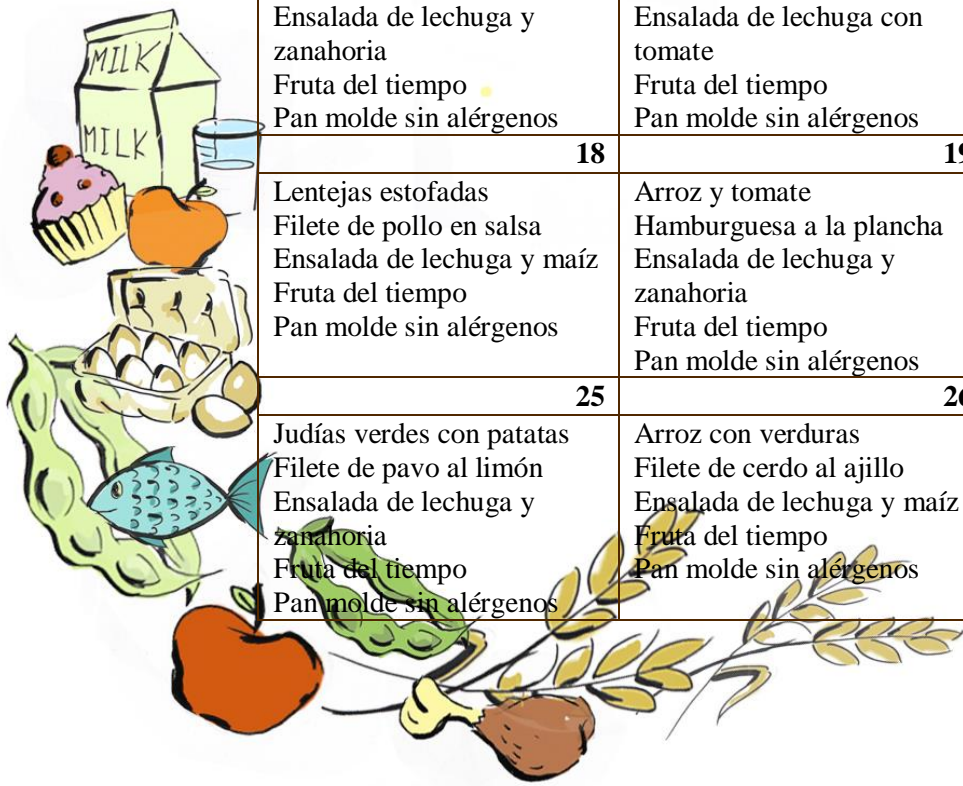 MILK
MILK
Ensalada de lechuga y
zanahoria
Fruta del tiempo
Pan molde sin alérgenos
Ensalada de lechuga con
tomate
Fruta del tiempo
Pan molde sin alérgenos
18
Lentejas estofadas
Filete de pollo en salsa
Ensalada de lechuga y maíz
Fruta del tiempo
Pan molde sin alérgenos
19
Arroz y tomate
Hamburguesa a la plancha
Ensalada de lechuga y
zanahoria
Fruta del tiempo
Pan molde sin alérgenos
25
Judías verdes con patatas
Filete de pavo al limón
Ensalada de lechuga y
zanahoria
Fruta del tiempo
Pan molde sin alérgenos
26
Arroz con verduras
Filete de cerdo al ajillo
Ensalada de lechuga y maíz
Fruta del tiempo
Pan molde sin alérgenos